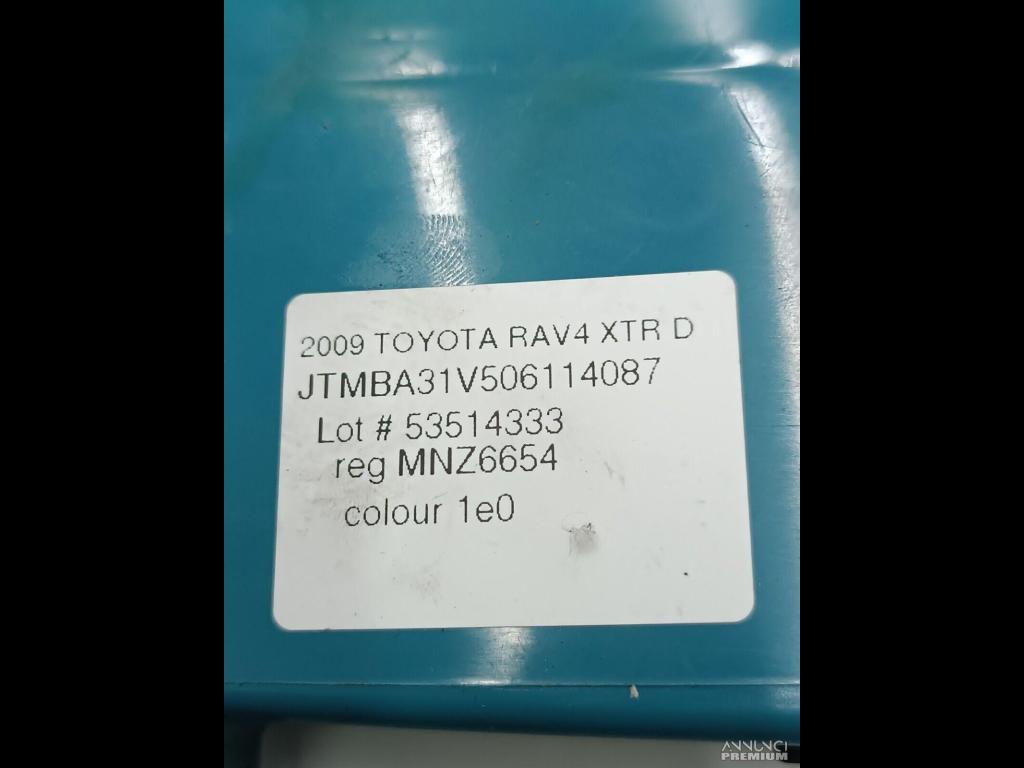 2009 TOYOTA RAV4 XTR D
JTMBA31V506114087
Lot # 53514333
reg MNZ6654
colour 1e0
ANNUNCI
PREMIUM